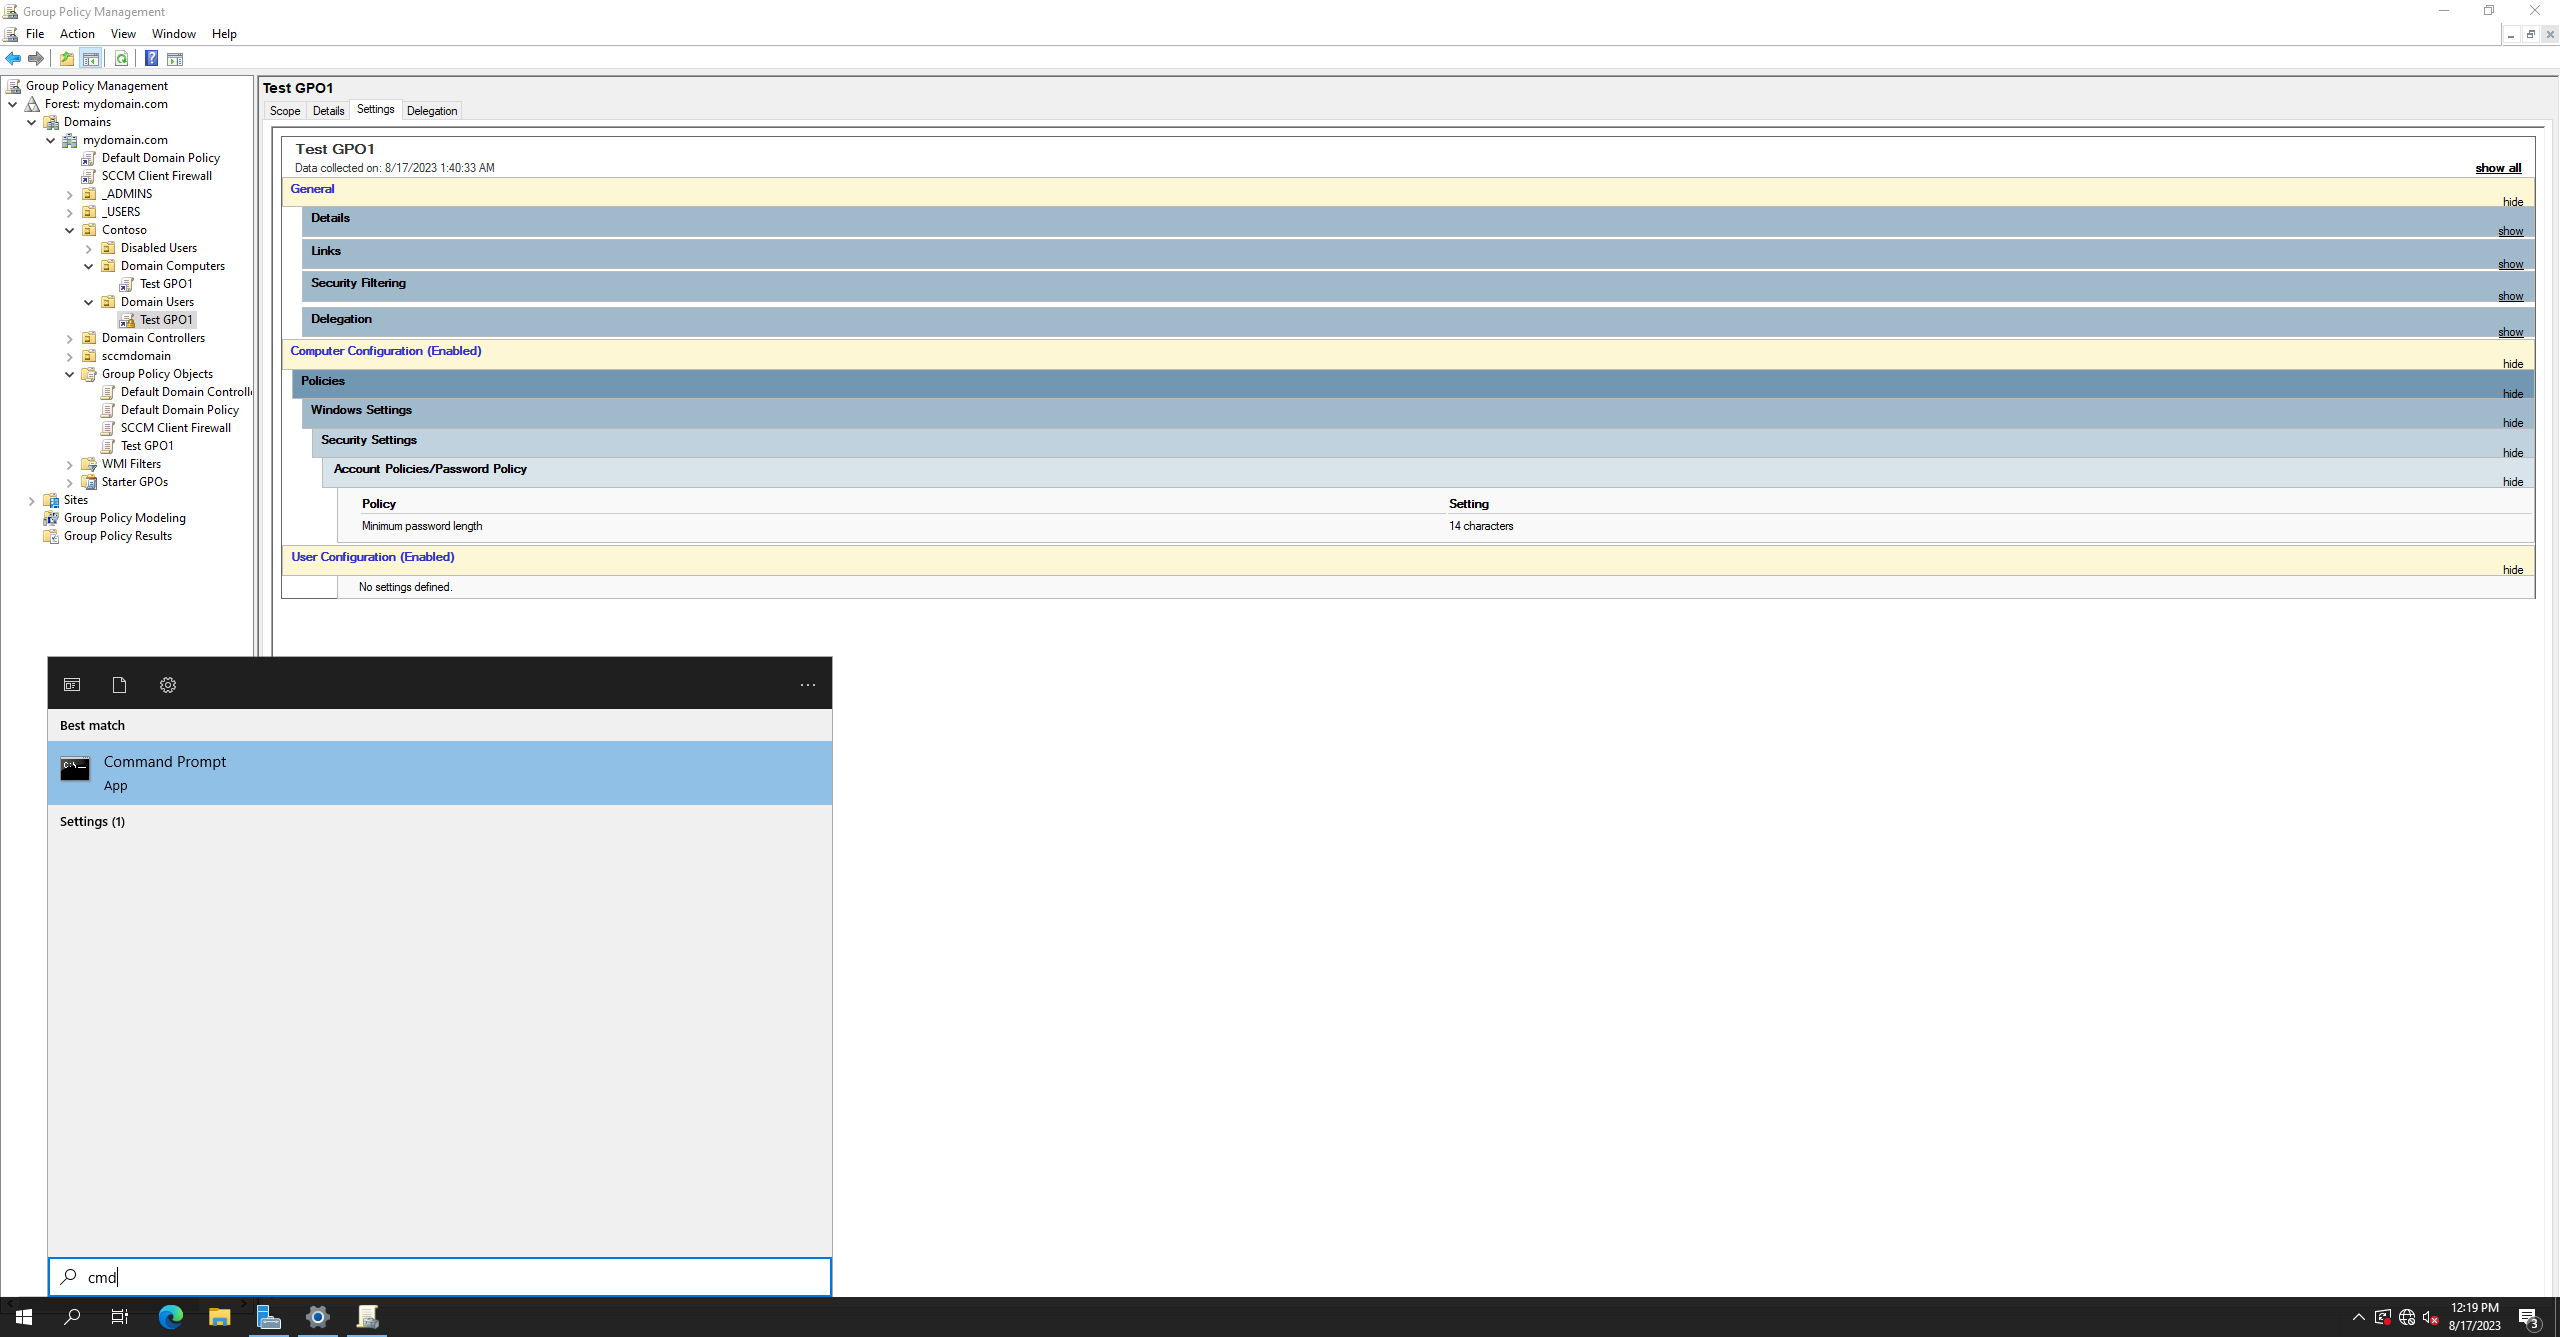 Group Policy Management
File Action View Window Help
Group Policy Management
Forest: mydomain.com
Domains
mydomain.com
Default Domain Policy
SCCM Client Firewall
_ADMINS
_USERS
Contoso
Disabled Users
Domain Computers
Test GPO1
Domain Users
Test GPO1
Domain Controllers
sccmdomain
Group Policy Objects
Default Domain Controlle
Default Domain Policy
SCCM Client Firewall
Test GPO1
WMI Filters
Starter GPOs
Sites
Group Policy Modeling
Group Policy Results
Test GPO1
Scope Details Settings Delegation
Test GPO1
Data collected on: 8/17/2023 1:40:33 AM
show all
General
hide
Details
show
Links
show
Security Filtering
show
Delegation
show
Computer Configuration (Enabled)
hide
Policies
hide
Windows Settings
hide
Security Settings
hide
Account Policies/Password Policy
hide
Policy Setting
Minimum password length 14 characters
User Configuration (Enabled)
hide
No settings defined.
Best match
C:\_
Command Prompt
App
Settings (1)
cmd
12:19 PM
8/17/2023
3